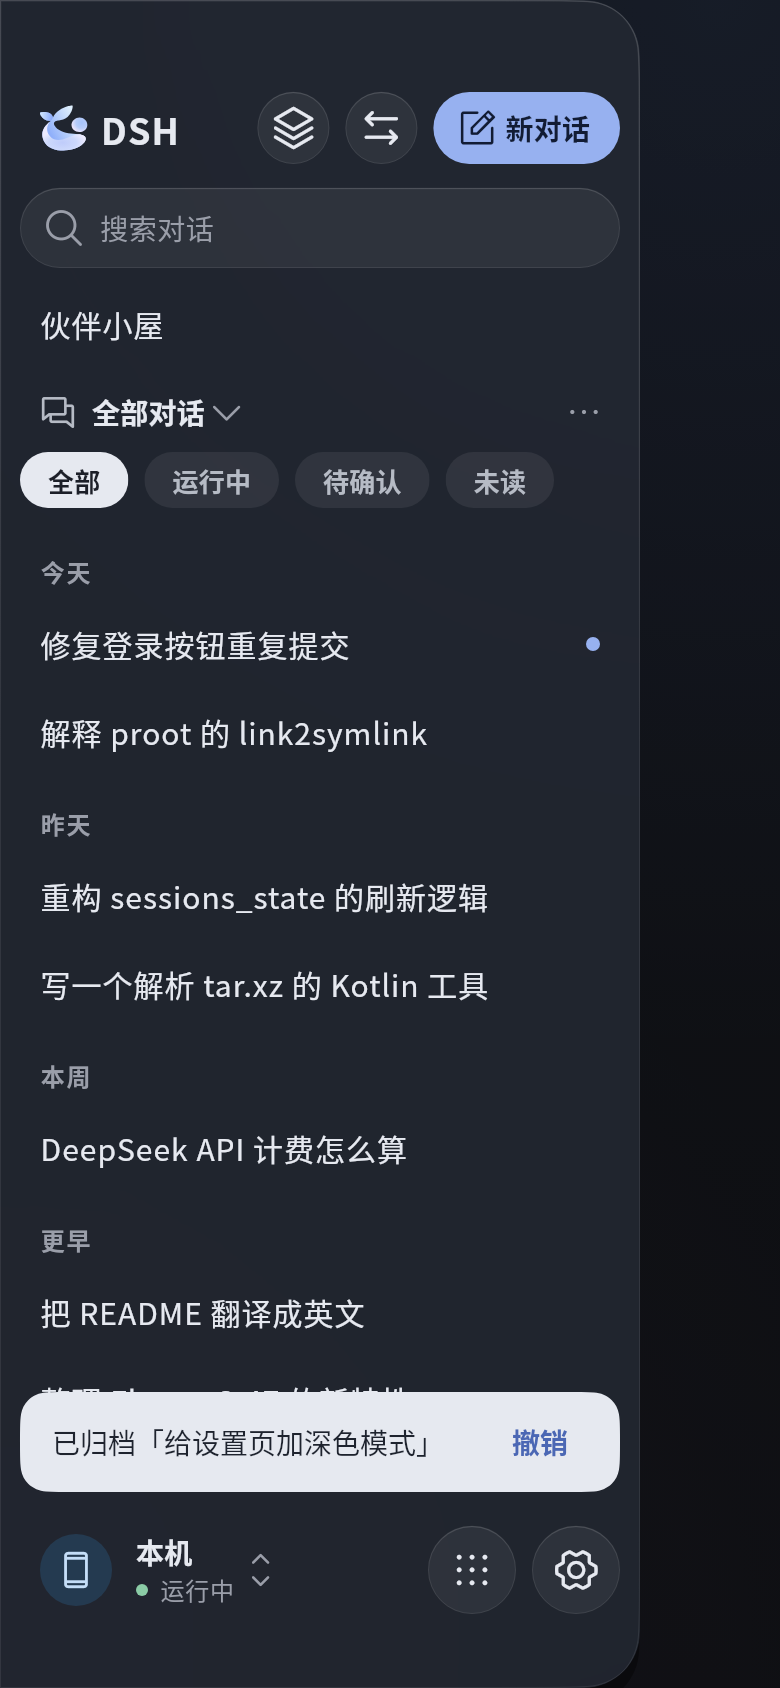 DSH
新对话
搜索对话
伙伴小屋
全部对话
全部 运行中 待确认 未读
今天
修复登录按钮重复提交
解释 proot 的 link2symlink
昨天
重构 sessions_state 的刷新逻辑
写一个解析 tar.xz 的 Kotlin 工具
本周
DeepSeek API 计费怎么算
更早
把 README 翻译成英文
已归档「给设置页加深色模式」 撤销
本机
运行中